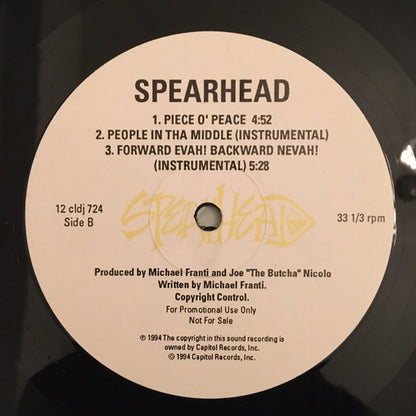 SPEARHEAD
1. PIECE O' PEACE 4:52
2. PEOPLE IN THA MIDDLE (INSTRUMENTAL)
3. FORWARD EVAH! BACKWARD NEVAH!
(INSTRUMENTAL) 5:28
SPEARHEAD
12 cldj 724
Side B
33 1/3 rpm
Produced by Michael Franti and Joe "The Butcha" Nicolo
Written by Michael Franti.
Copyright Control.
For Promotional Use Only
Not For Sale
℗ 1994 The copyright in this sound recording is
owned by Capitol Records, Inc.
© 1994 Capitol Records, Inc.